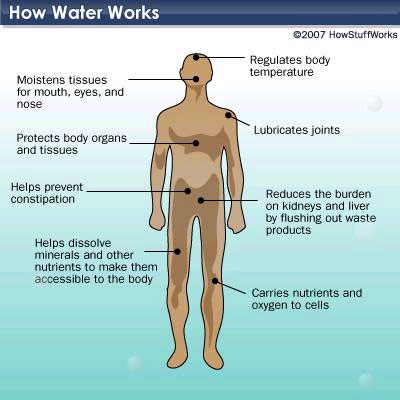 How Water Works
©2007 HowStuffWorks
Regulates body
temperature
Moistens tissues
for mouth, eyes, and
nose
Lubricates joints
Protects body organs
and tissues
Helps prevent
constipation
Reduces the burden
on kidneys and liver
by flushing out waste
products
Helps dissolve
minerals and other
nutrients to make them
accessible to the body
Carries nutrients and
oxygen to cells